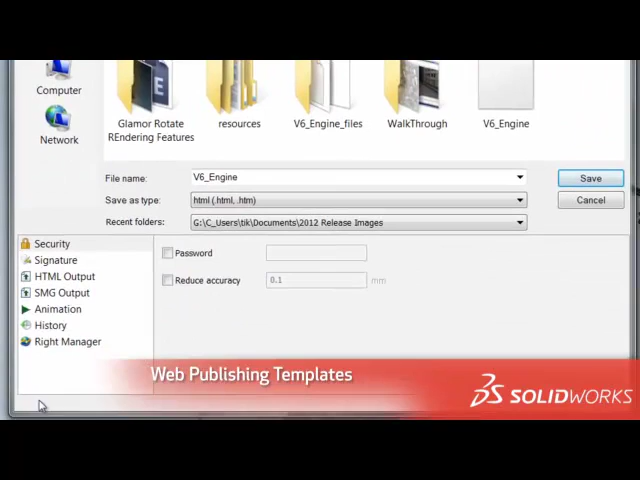 Computer
Network
Glamor Rotate
REndering Features
resources
V6_Engine_files
WalkThrough
V6_Engine
File name:
V6_Engine
Save
Save as type:
html (.html, .htm)
Cancel
Recent folders:
G:\C_Users\tik\Documents\2012 Release Images
Security
Signature
HTML Output
SMG Output
Animation
History
Right Manager
Password
Reduce accuracy
0.1
mm
Web Publishing Templates
SOLIDWORKS